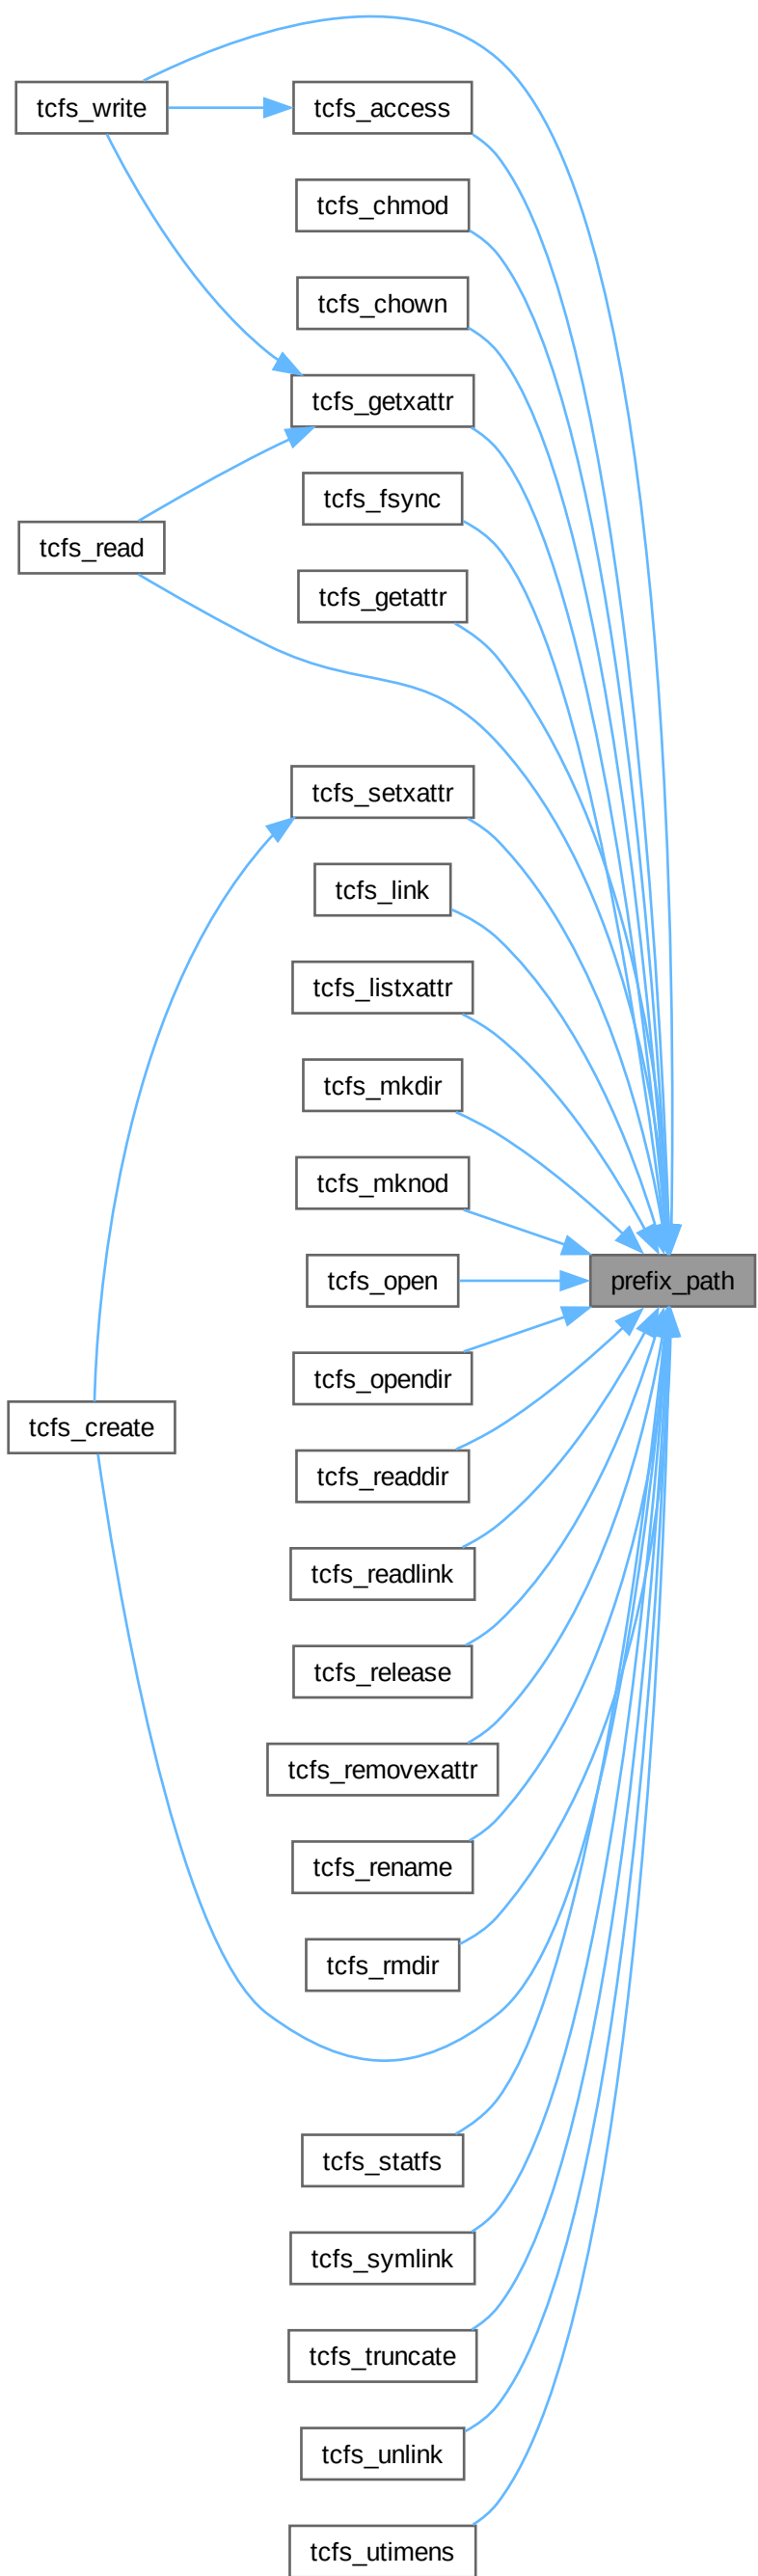 tcfs_write
tcfs_access
tcfs_chmod
tcfs_chown
tcfs_getxattr
tcfs_fsync
tcfs_read
tcfs_getattr
tcfs_setxattr
tcfs_link
tcfs_listxattr
tcfs_mkdir
tcfs_mknod
tcfs_open
prefix_path
tcfs_opendir
tcfs_create
tcfs_readdir
tcfs_readlink
tcfs_release
tcfs_removexattr
tcfs_rename
tcfs_rmdir
tcfs_statfs
tcfs_symlink
tcfs_truncate
tcfs_unlink
tcfs_utimens